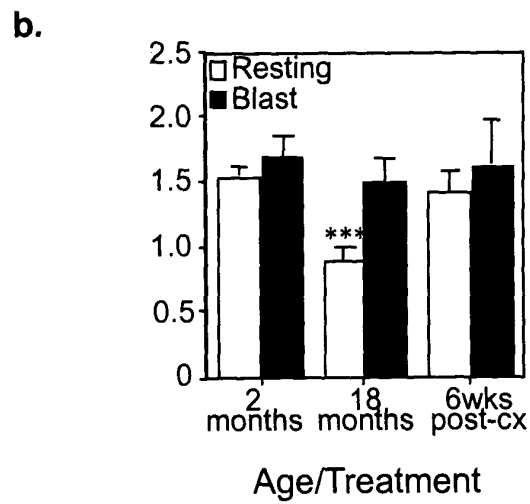 b.
2.5
Resting
Blast
2.0
1.5
***
1.0
0.5
0
2 months
18 months
6wks post-cx
Age/Treatment